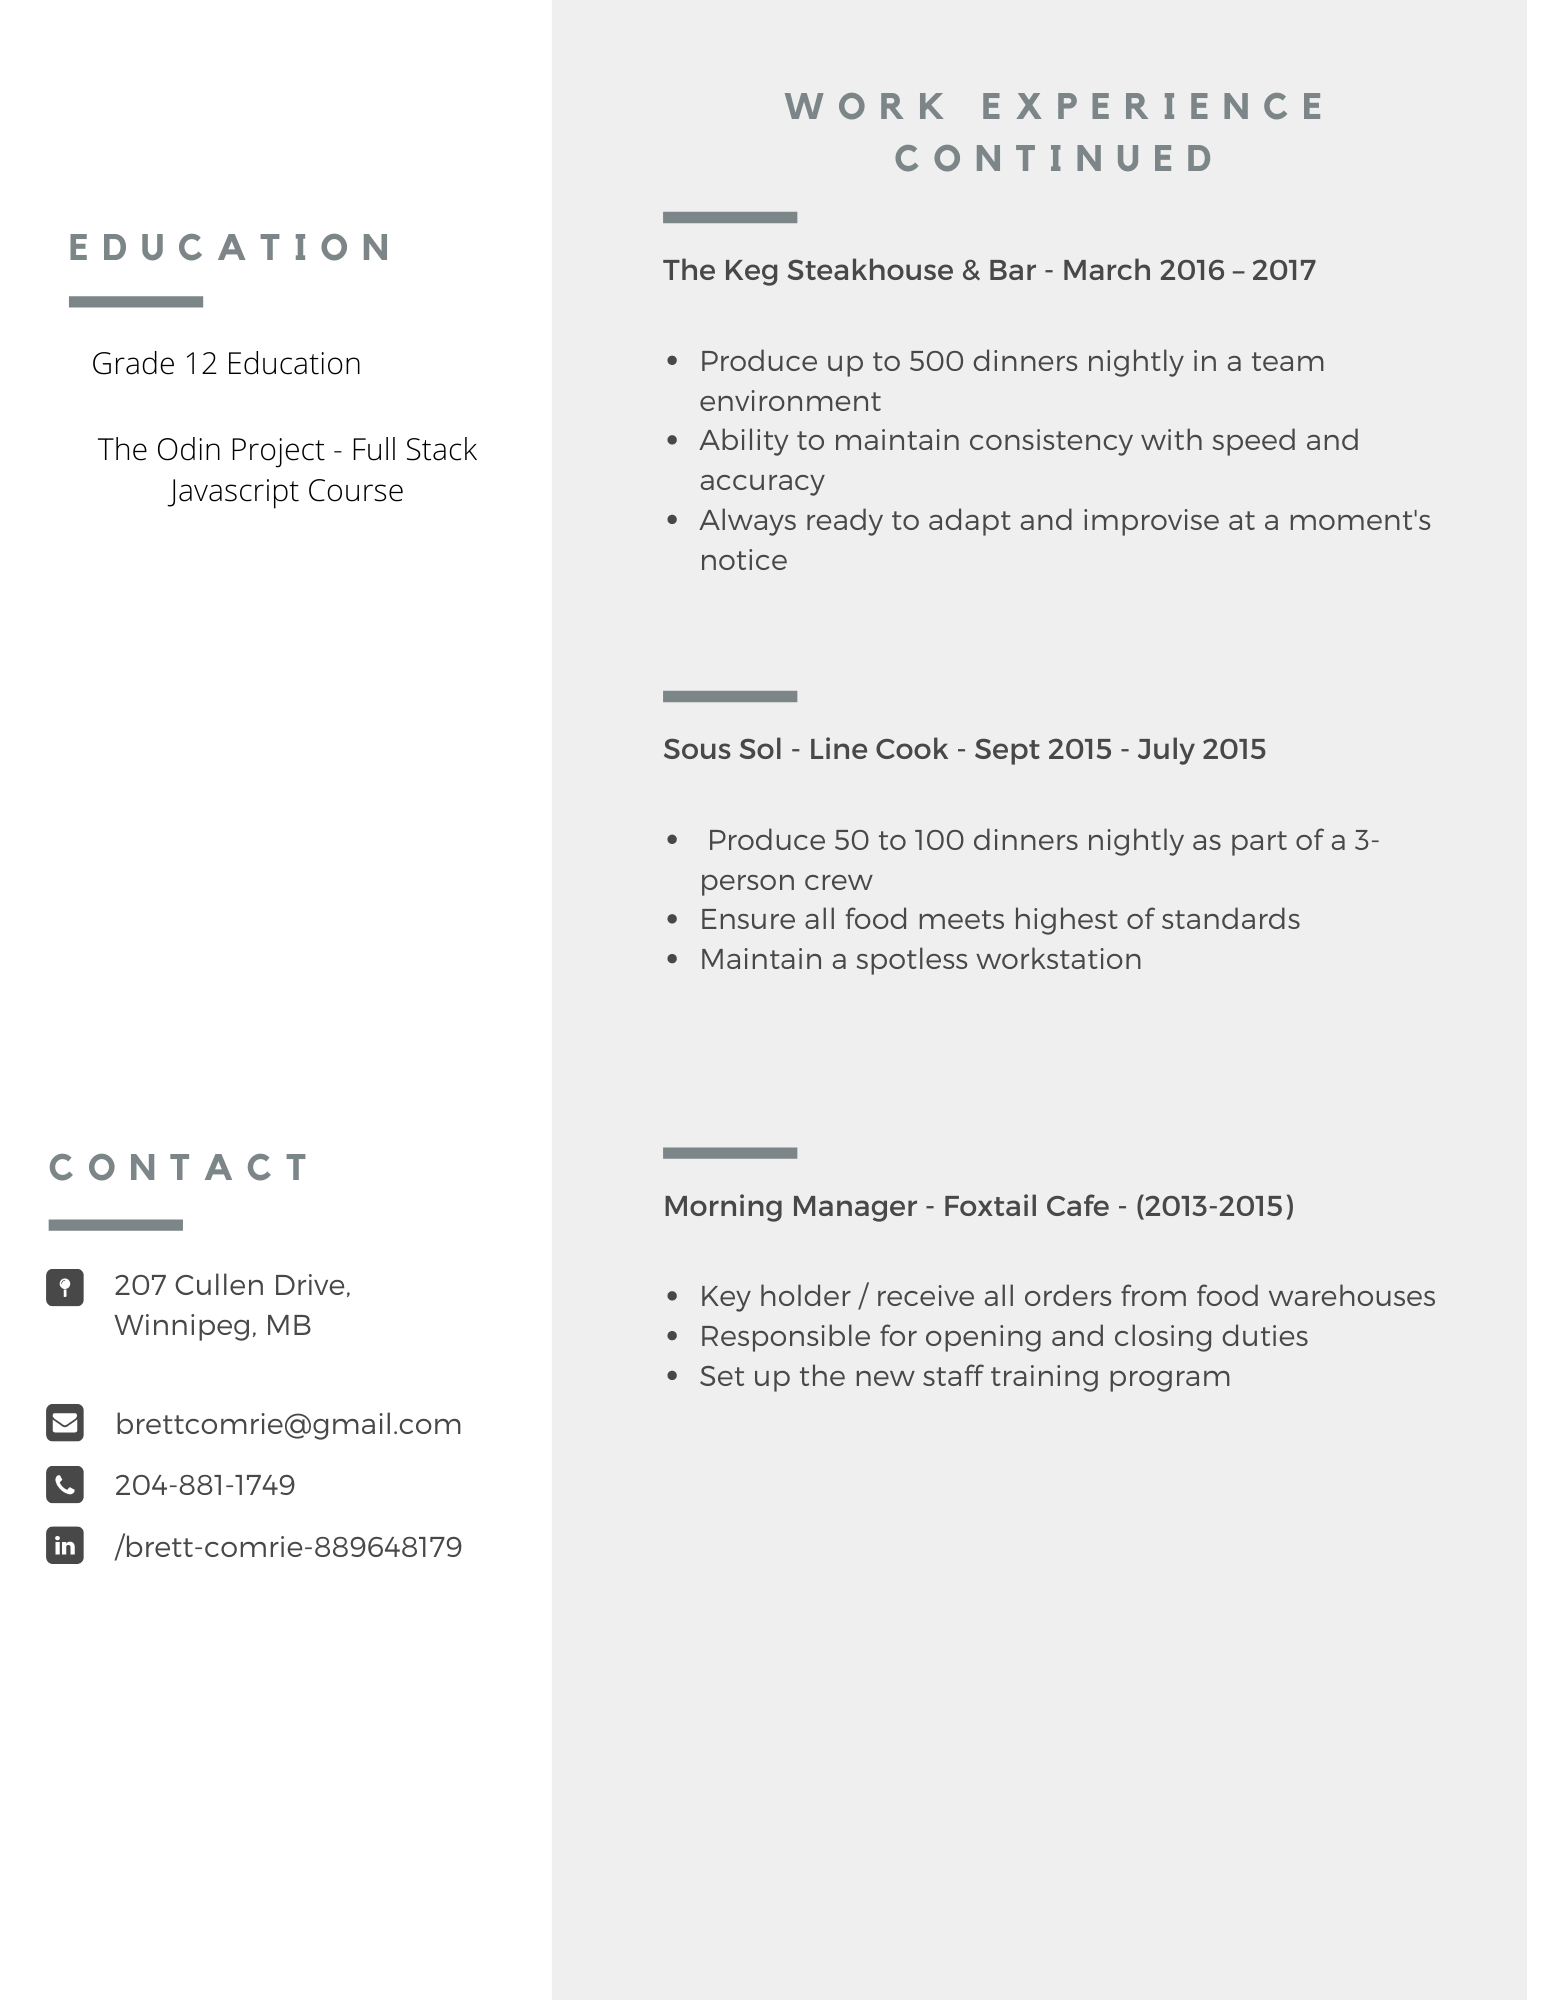 EDUCATION
Grade 12 Education
The Odin Project - Full Stack
Javascript Course
CONTACT
207 Cullen Drive,
Winnipeg, MB
brettcomrie@gmail.com
204-881-1749
in
/brett-comrie-889648179
WORK EXPERIENCE
CONTINUED
The Keg Steakhouse & Bar - March 2016 – 2017
• Produce up to 500 dinners nightly in a team
environment
• Ability to maintain consistency with speed and
accuracy
• Always ready to adapt and improvise at a moment's
notice
Sous Sol - Line Cook - Sept 2015 - July 2015
• Produce 50 to 100 dinners nightly as part of a 3-
person crew
• Ensure all food meets highest of standards
• Maintain a spotless workstation
Morning Manager - Foxtail Cafe - (2013-2015)
• Key holder / receive all orders from food warehouses
• Responsible for opening and closing duties
• Set up the new staff training program